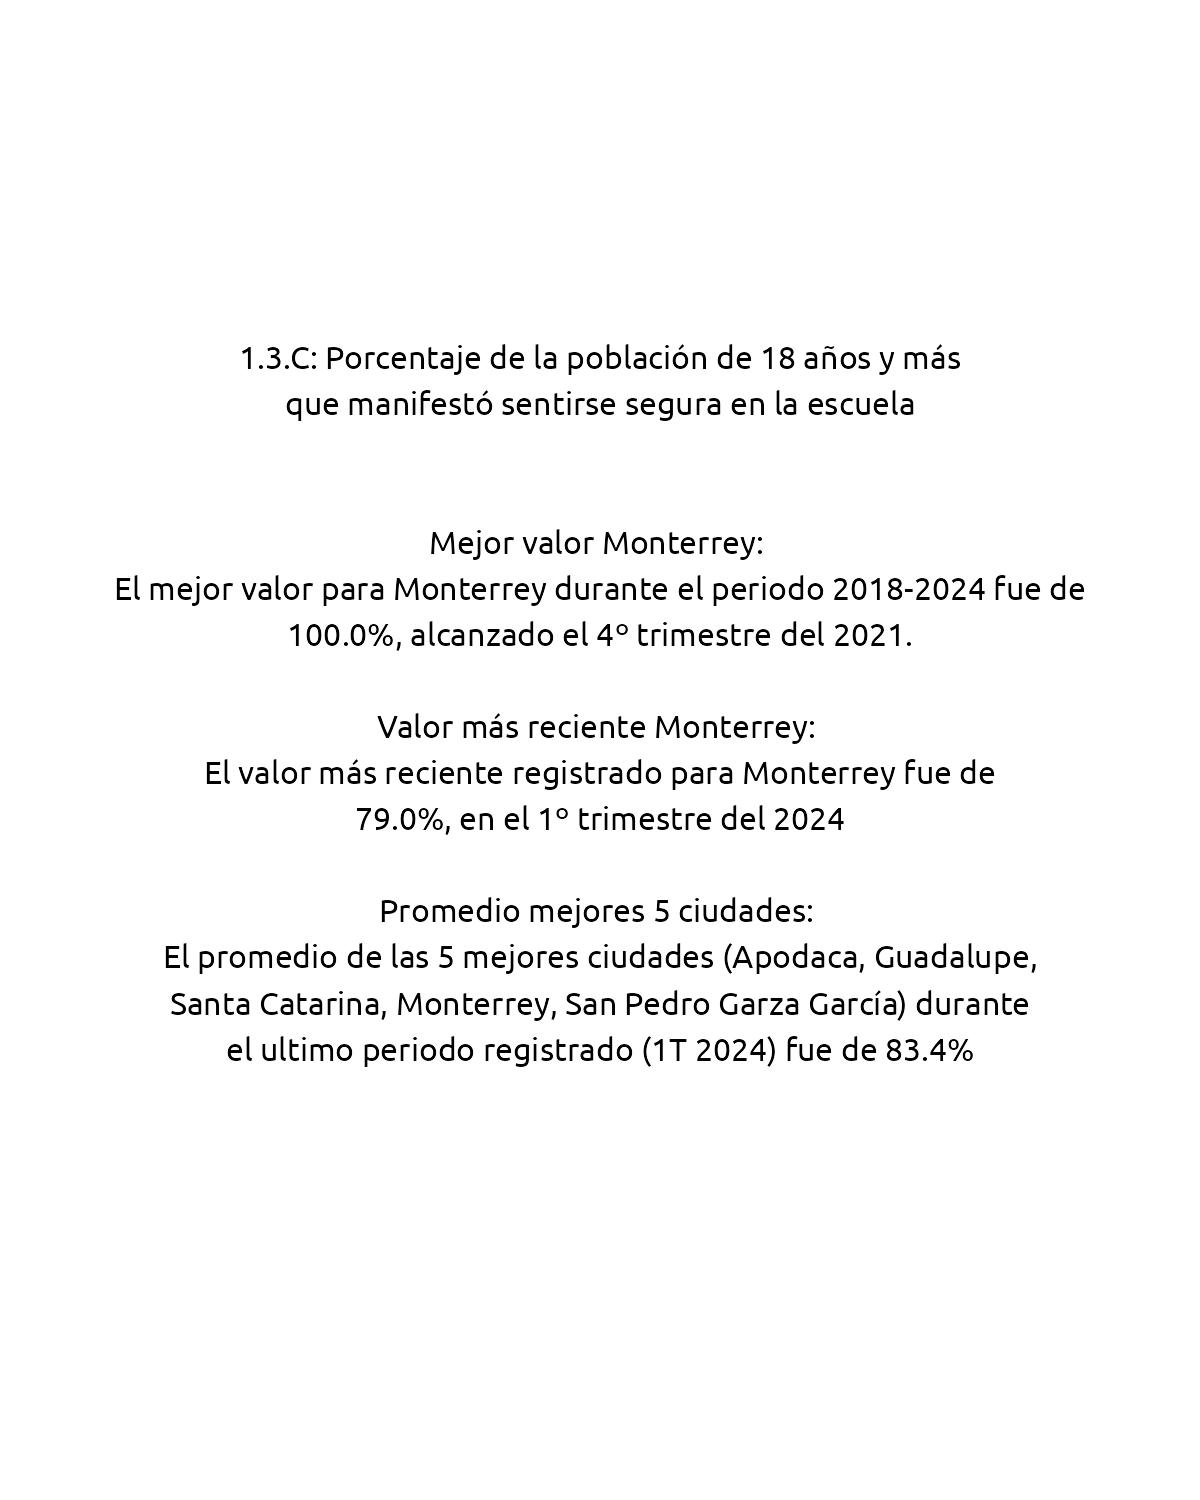 1.3.C: Porcentaje de la población de 18 años y más
que manifestó sentirse segura en la escuela
Mejor valor Monterrey:
El mejor valor para Monterrey durante el periodo 2018-2024 fue de
100.0%, alcanzado el 4º trimestre del 2021.
Valor más reciente Monterrey:
El valor más reciente registrado para Monterrey fue de
79.0%, en el 1º trimestre del 2024
Promedio mejores 5 ciudades:
El promedio de las 5 mejores ciudades (Apodaca, Guadalupe,
Santa Catarina, Monterrey, San Pedro Garza García) durante
el ultimo periodo registrado (1T 2024) fue de 83.4%